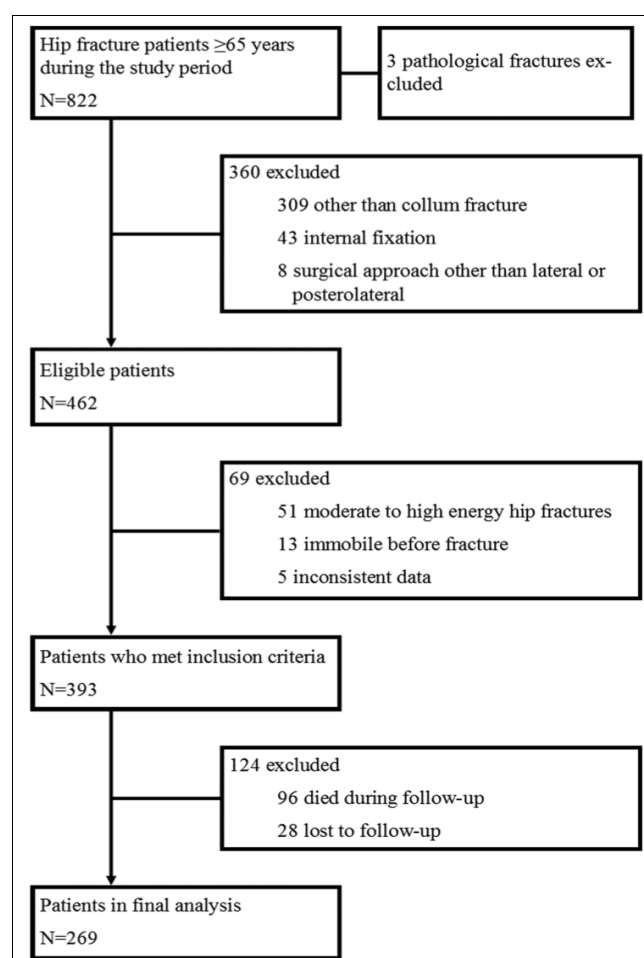 Hip fracture patients ≥65 years
during the study period
N=822
3 pathological fractures ex-
cluded
360 excluded
309 other than collum fracture
43 internal fixation
8 surgical approach other than lateral or
posterolateral
Eligible patients
N=462
69 excluded
51 moderate to high energy hip fractures
13 immobile before fracture
5 inconsistent data
Patients who met inclusion criteria
N=393
124 excluded
96 died during follow-up
28 lost to follow-up
Patients in final analysis
N=269